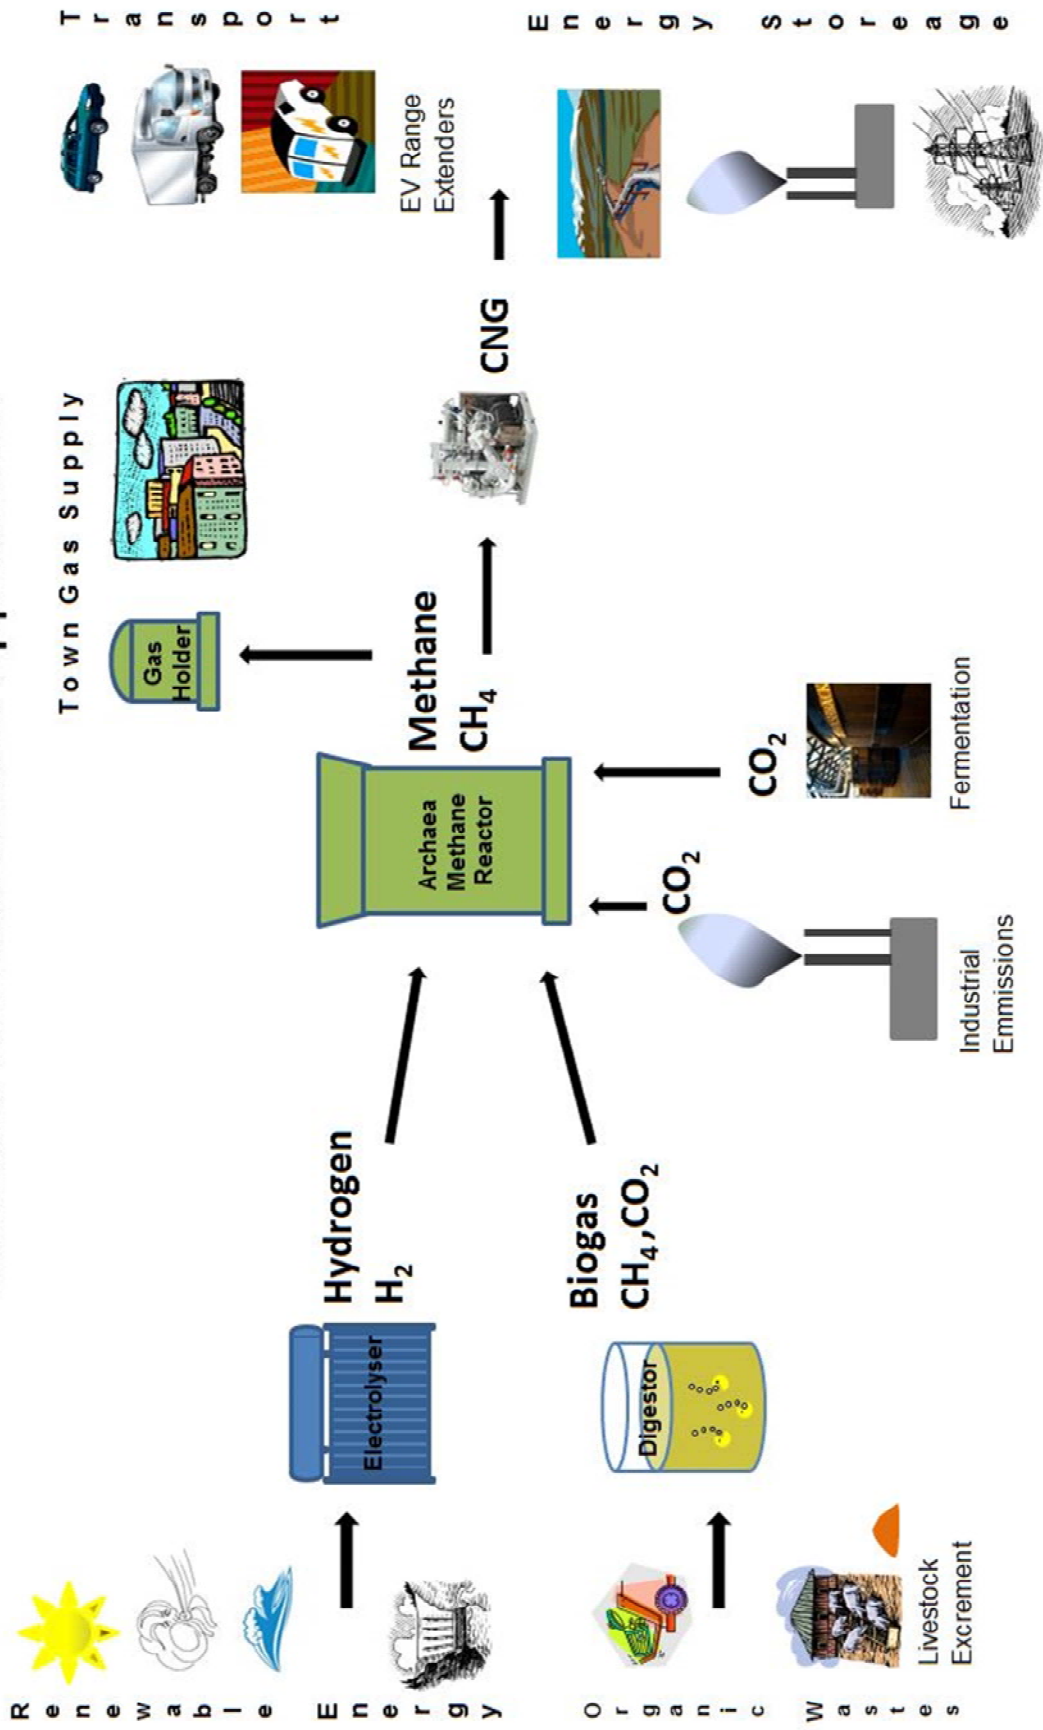 Renewable Energy
Organic Wastes
Electrolyser
Digestor
Livestock
Excrement
Hydrogen
H2
Biogas
CH4,CO2
Archaea
Methane
Reactor
CO2
Industrial
Emmissions
CO2
Fermentation
Methane
CH4
Gas
Holder
Town Gas Supply
CNG
EV Range
Extenders
Transport
Energy Storeage